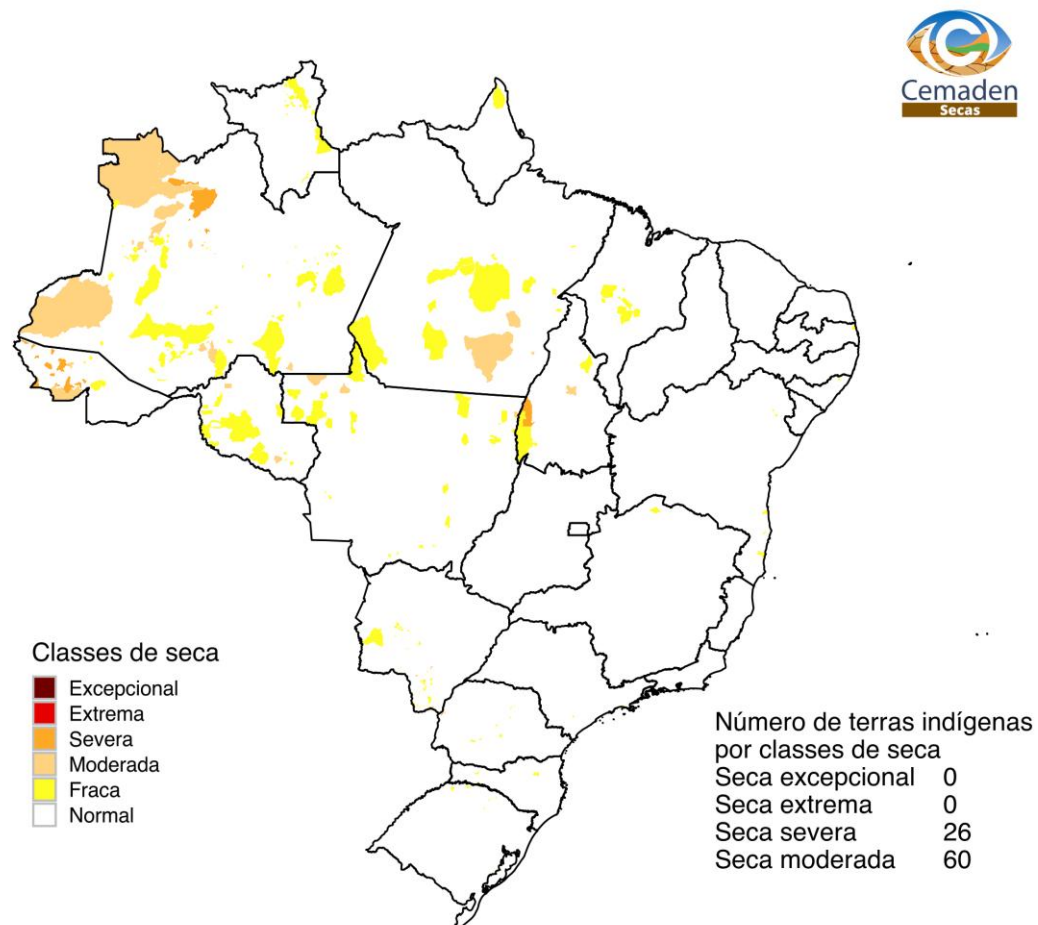 Cemaden
Secas
Classes de seca
Excepcional
Extrema
Severa
Moderada
Fraca
Normal
Número de terras indígenas
por classes de seca
Seca excepcional 0
Seca extrema 0
Seca severa 26
Seca moderada 60